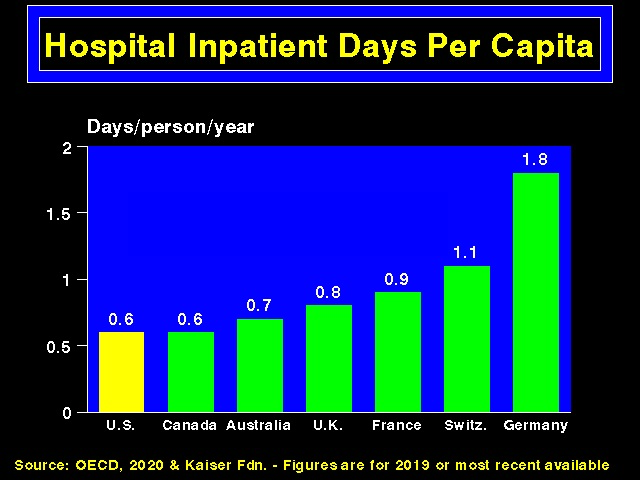 Hospital Inpatient Days Per Capita
Days/person/year
2
1.5
1
0.5
0
0.6
0.6
0.7
0.8
0.9
1.1
1.8
U.S.
Canada
Australia
U.K.
France
Switz.
Germany
Source: OECD, 2020 & Kaiser Fdn. - Figures are for 2019 or most recent available